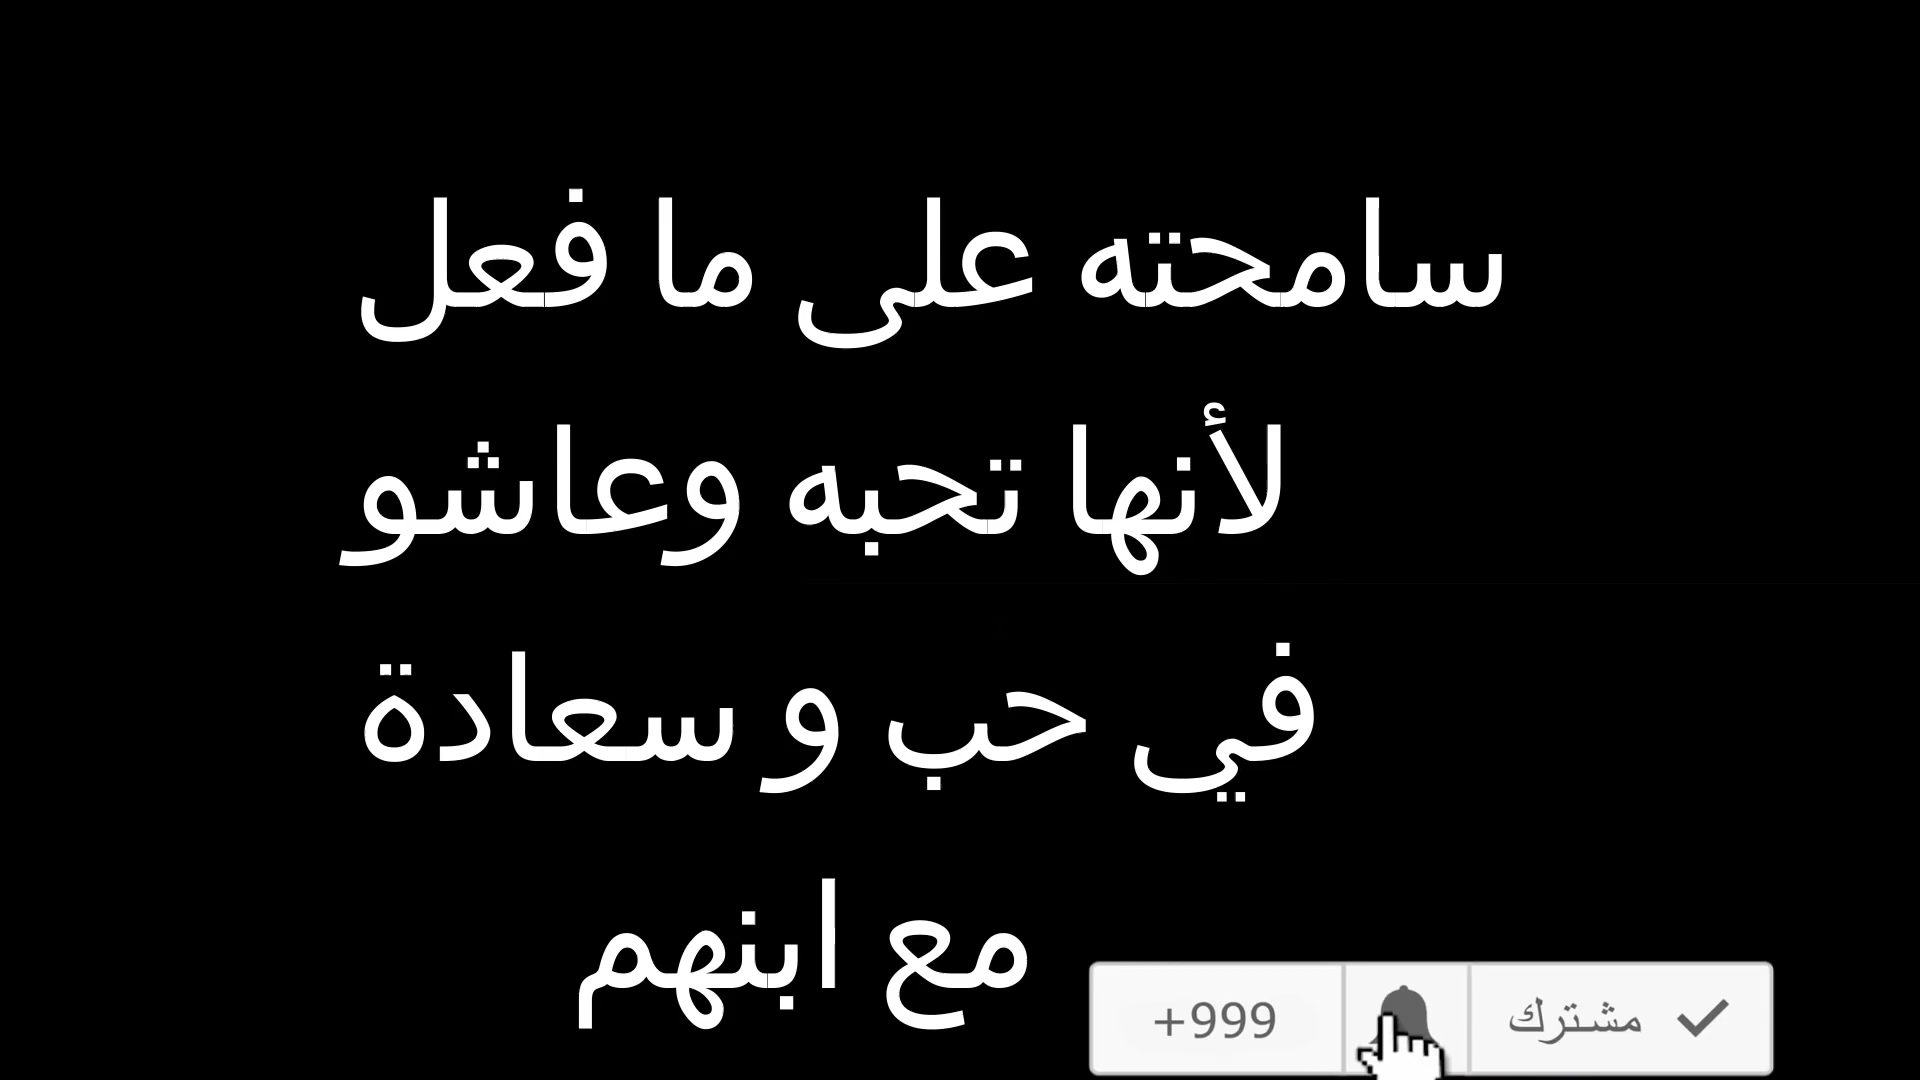 سامحته على ما فعل
لأنها تحبه وعاشو
في حب و سعادة
مع ابنهم
مشترك
+999